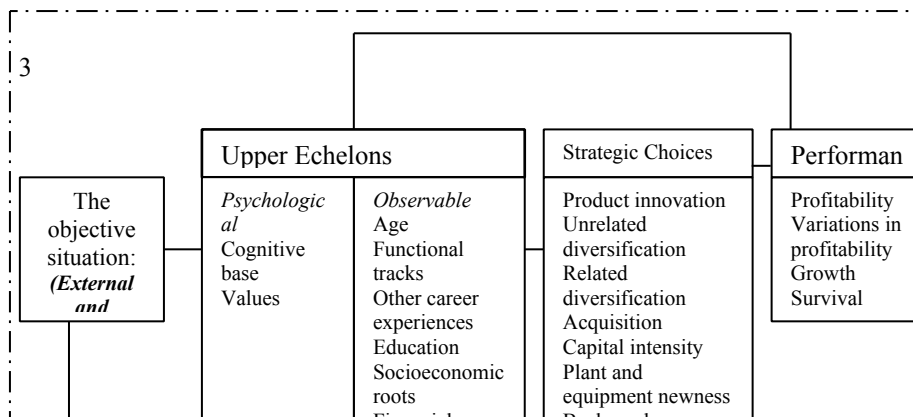 3
Upper Echelons
Strategic Choices
Performan
The
objective
situation:
(External
and
Psychologic
al
Cognitive
base
Values
Observable
Age
Functional
tracks
Other career
experiences
Education
Socioeconomic
roots
Product innovation
Unrelated
diversification
Related
diversification
Acquisition
Capital intensity
Plant and
equipment newness
Profitability
Variations in
profitability
Growth
Survival